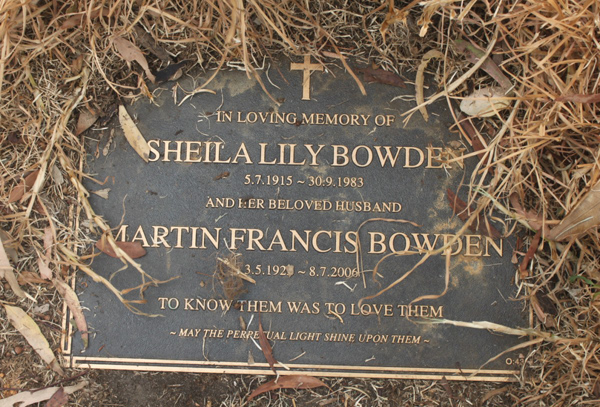 IN LOVING MEMORY OF
SHEILA LILY BOWDEN
5.7.1915 ~ 30.9.1983
AND HER BELOVED HUSBAND
MARTIN FRANCIS BOWDEN
~ 8.7.2006
TO KNOW THEM WAS TO LOVE THEM
~ MAY THE PERPETUAL LIGHT SHINE UPON THEM ~